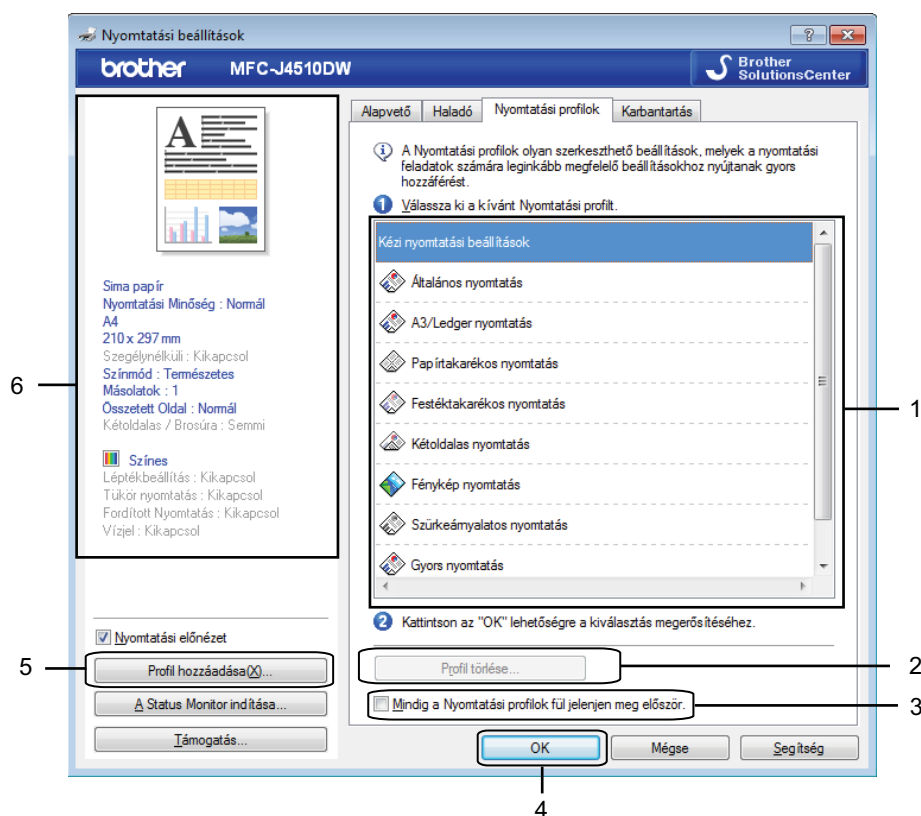 Nyomtatási beállítások
brother MFC-J4510DW
Brother
SolutionsCenter
A
Sima papír
Nyomtatási Minőség : Normál
A4
210 x 297 mm
Szegélynélküli : Kikapcsol
Színmód : Természetes
Másolatok : 1
Összetett Oldal : Normál
Kétoldalas / Brosúra : Semmi
Színes
Léptékbeállítás : Kikapcsol
Tükör nyomtatás : Kikapcsol
Fordított Nyomtatás : Kikapcsol
Vízjel : Kikapcsol
6
Nyomtatási előnézet
5
Profil hozzáadása(X)...
A Status Monitor indítása...
Támogatás...
Alapvető Haladó Nyomtatási profilok Karbantartás
A Nyomtatási profilok olyan szerkeszthető beállítások, melyek a nyomtatási
feladatok számára leginkább megfelelő beállításokhoz nyújtanak gyors
hozzáférést.
1 Válassza ki a kívánt Nyomtatási profilt.
Kézi nyomtatási beállítások
Általános nyomtatás
A3/Ledger nyomtatás
Papírtakarékos nyomtatás
Festéktakarékos nyomtatás
Kétoldalas nyomtatás
Fénykép nyomtatás
Szürkeárnyalatos nyomtatás
Gyors nyomtatás
1
2 Kattintson az "OK" lehetőségre a kiválasztás megerősítéséhez.
Profil törlése...
2
Mindig a Nyomtatási profilok fül jelenjen meg először.
3
OK Mégse Segítség
4